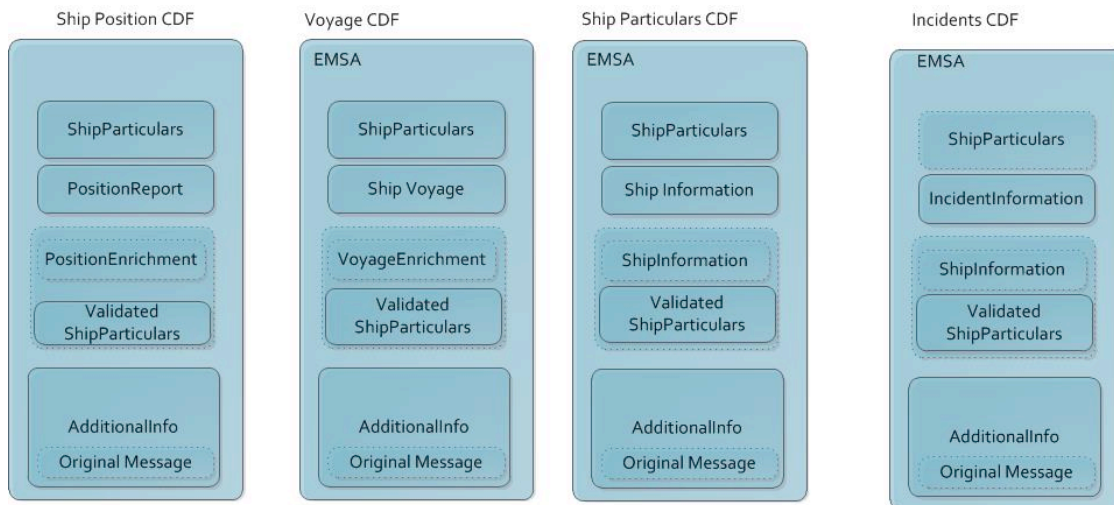 Ship Position CDF
ShipParticulars
PositionReport
PositionEnrichment
Validated
ShipParticulars
AdditionalInfo
Original Message
Voyage CDF
EMSA
ShipParticulars
Ship Voyage
VoyageEnrichment
Validated
ShipParticulars
AdditionalInfo
Original Message
Ship Particulars CDF
EMSA
ShipParticulars
Ship Information
ShipInformation
Validated
ShipParticulars
AdditionalInfo
Original Message
Incidents CDF
EMSA
ShipParticulars
IncidentInformation
ShipInformation
Validated
ShipParticulars
AdditionalInfo
Original Message